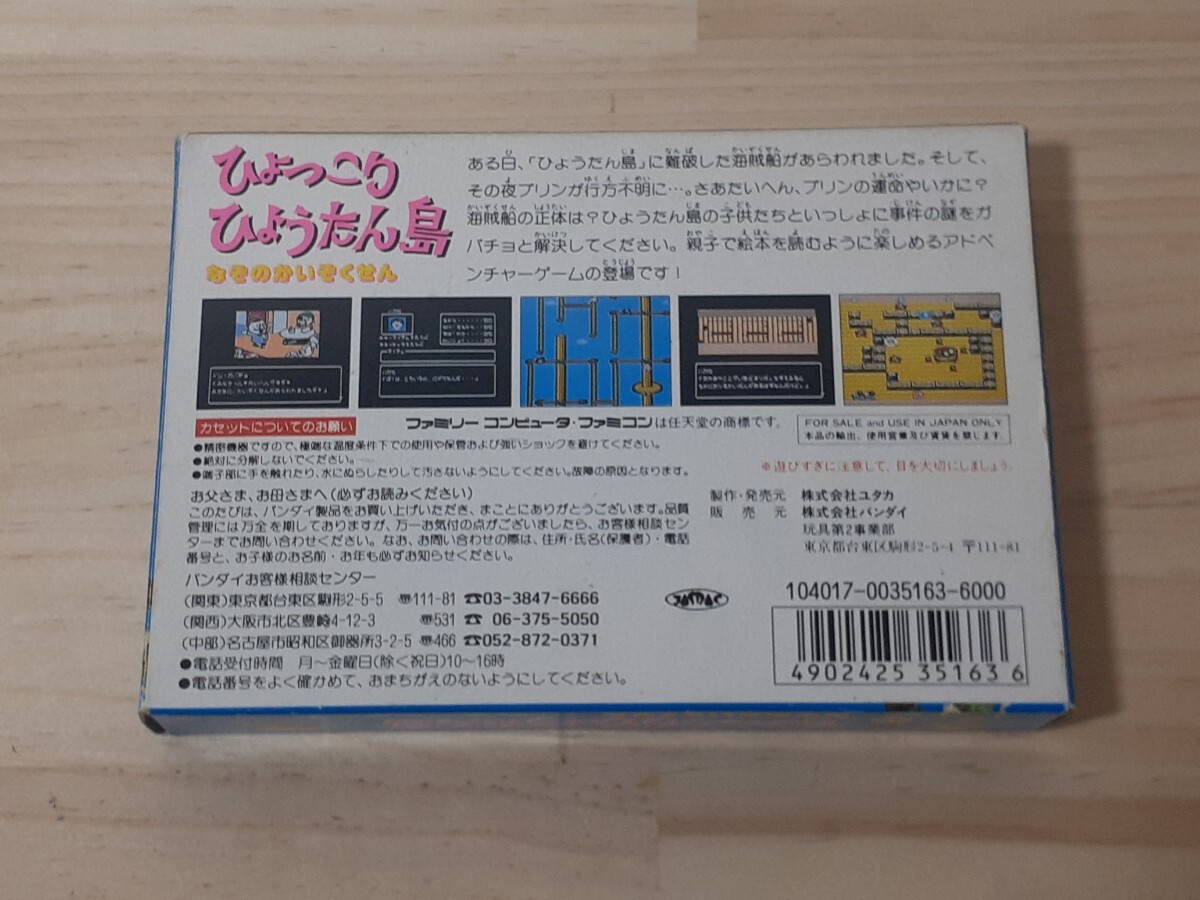 ひょっこり
ひょうたん島
なぞのかいぞくせん
ある日、「ひょうたん島」に難破した海賊船があらわれました。そして、
その夜プリンが行方不明に…。さあたいへん、プリンの運命やいかに?
海賊船の正体は?ひょうたん島の子供たちといっしょに事件の謎をガ
バチョと解決してください。親子で絵本を読むように楽しめるアドベ
ンチャーゲームの登場です!
カセットについてのお願い
●精密機器ですので、極端な温度条件下での使用や保管および強いショックを避けてください。
●絶対に分解しないでください。
●端子部に手を触れたり、水にぬらしたりして汚さないようにしてください。故障の原因となります。
ファミリー コンピュータ・ファミコンは任天堂の商標です。
FOR SALE and USE IN JAPAN ONLY
本品の輸出、使用営業及び賃貸を禁じます。
※遊びすぎに注意して、目を大切にしましょう。
お父さま、お母さまへ(必ずお読みください)
このたびは、バンダイ製品をお買い上げいただき、まことにありがとうございます。品質
管理には万全を期しておりますが、万一お気付の点がございましたら、お客様相談セン
ターまでお問い合わせください。なお、お問い合わせの際は、住所・氏名(保護者)・電話
番号と、お子様のお名前・お年も必ずお知らせください。
製作・発売元 株式会社ユタカ
販売元 株式会社バンダイ
玩具第2事業部
東京都台東区駒形2-5-4 〒111-81
バンダイお客様相談センター
(関東)東京都台東区駒形2-5-5 〠111-81 ☎03-3847-6666
(関西)大阪市北区豊崎4-12-3 〠531 ☎06-375-5050
(中部)名古屋市昭和区御器所3-2-5 〠466 ☎052-872-0371
●電話受付時間 月〜金曜日(除く祝日)10〜16時
●電話番号をよく確かめて、おまちがえのないようにしてください。
104017-0035163-6000
4902425 351636